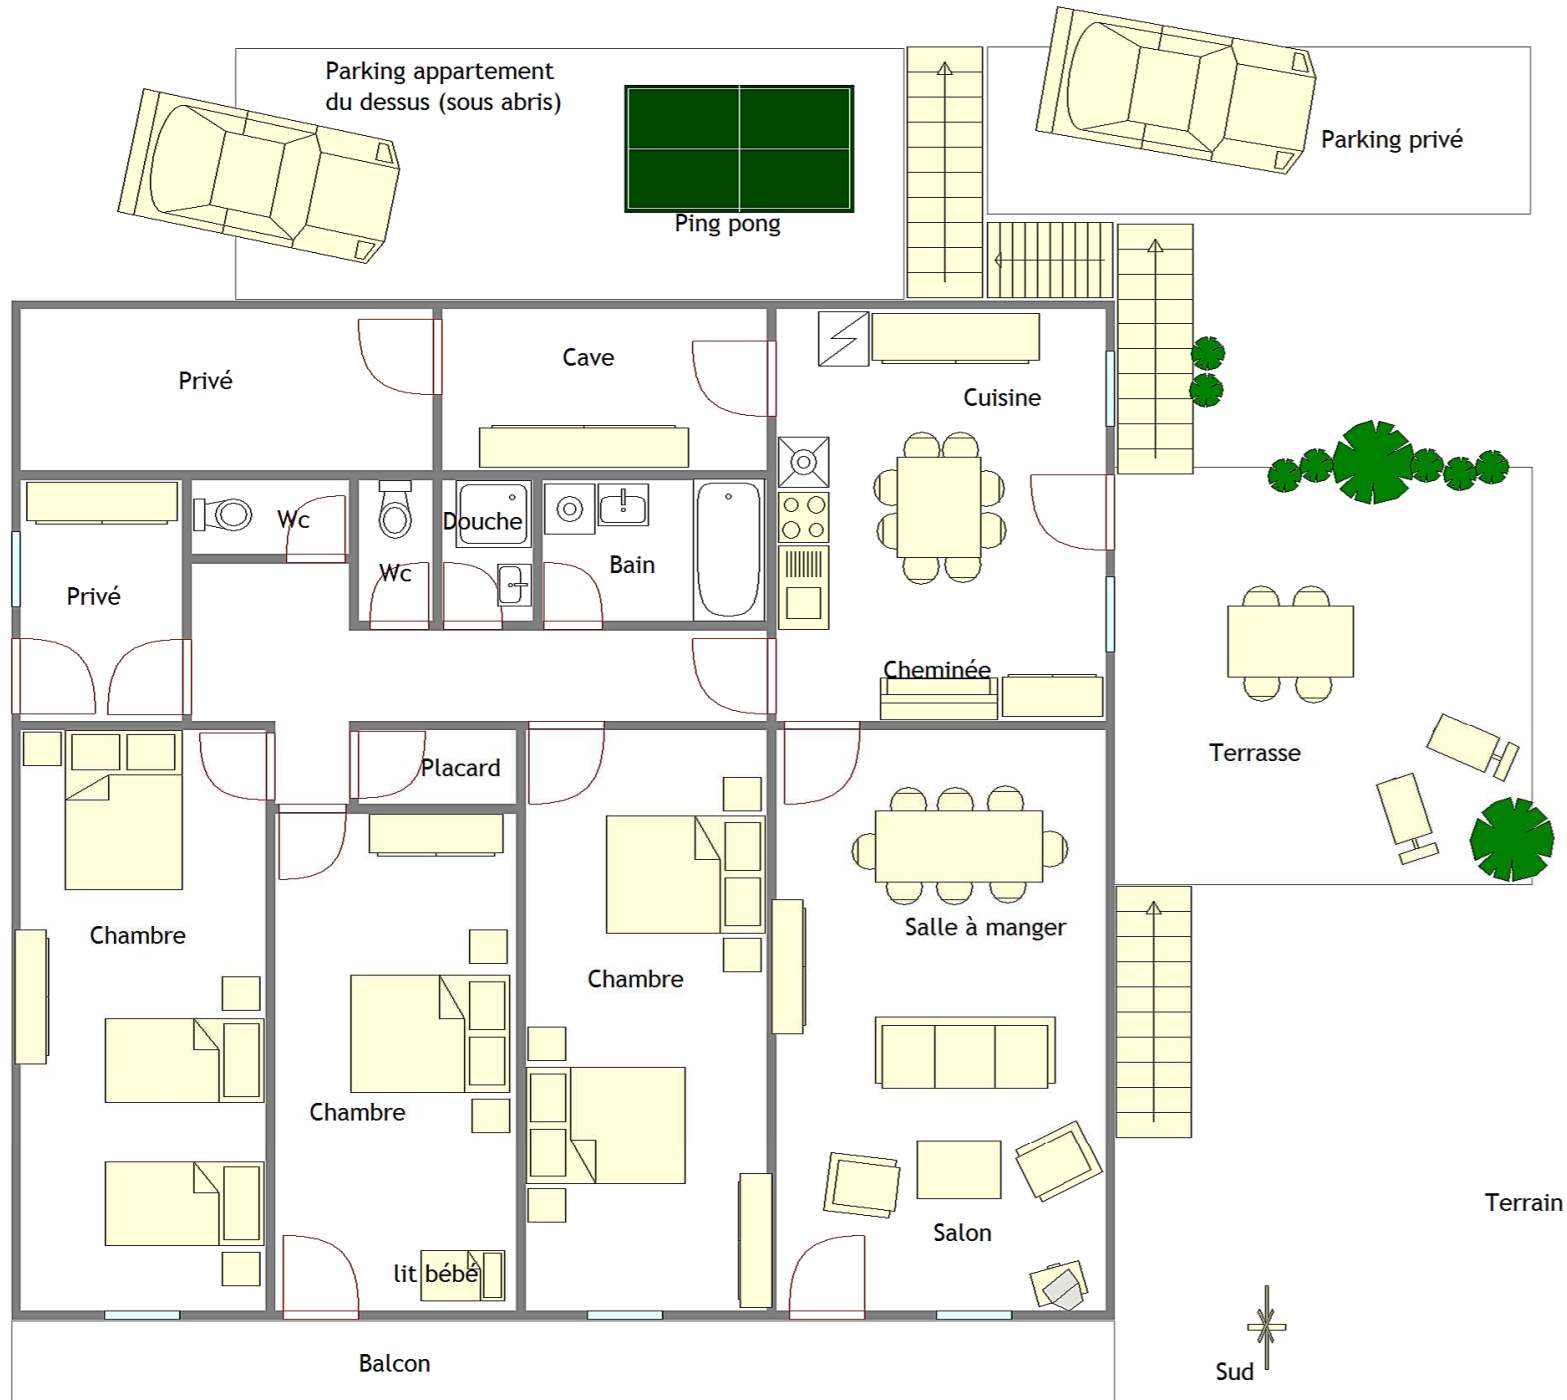 Parking appartement
du dessus (sous abris)
Parking privé
Ping pong
Cave
Privé
Cuisine
Wc
Douche
Wc
Bain
Privé
Cheminée
Terrasse
Placard
Chambre
Salle à manger
Chambre
Chambre
Terrain
Salon
lit bébé
Balcon
Sud